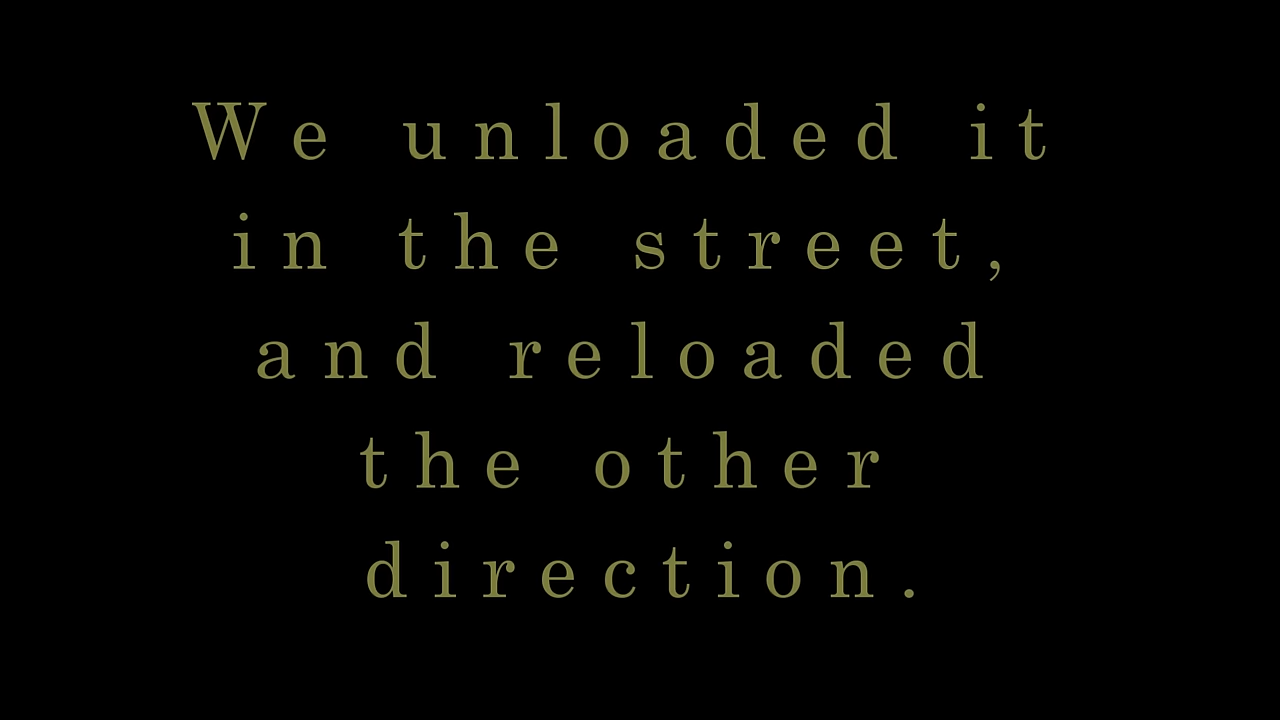 We unloaded it
in the street,
and reloaded
the other
direction.